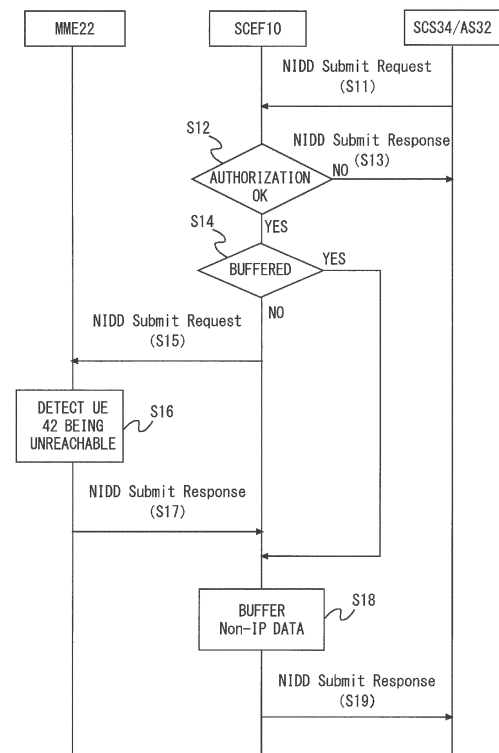 MME22
SCEF10
SCS34/AS32
NIDD Submit Request
(S11)
S12
NIDD Submit Response
(S13)
AUTHORIZATION
OK
NO
S14
YES
BUFFERED
YES
NO
NIDD Submit Request
(S15)
DETECT UE
42 BEING
UNREACHABLE
S16
NIDD Submit Response
(S17)
BUFFER
Non-IP DATA
S18
NIDD Submit Response
(S19)